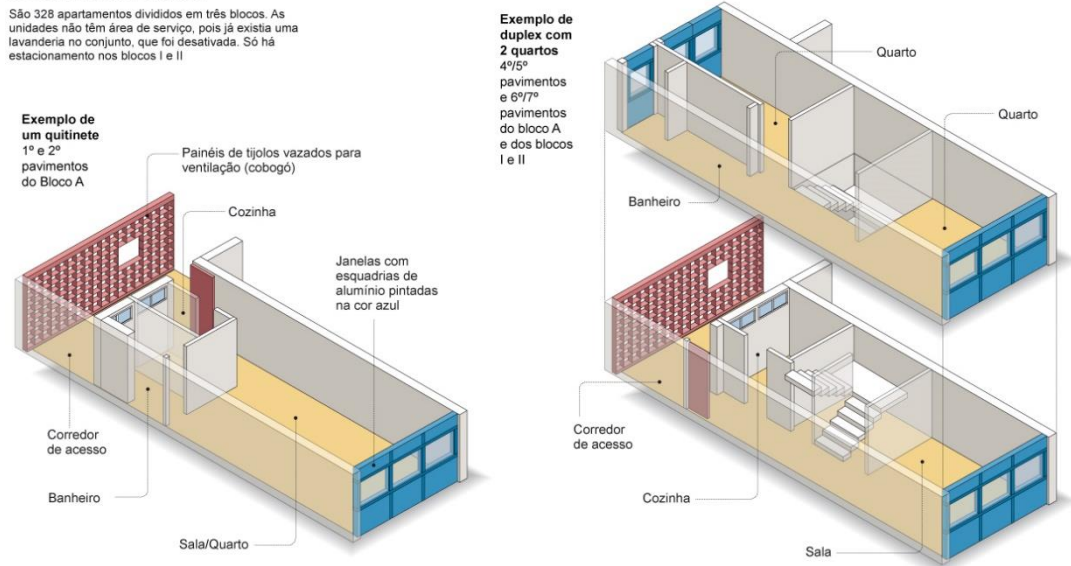 São 328 apartamentos divididos em três blocos. As
unidades não têm área de serviço, pois já existia uma
lavanderia no conjunto, que foi desativada. Só há
estacionamento nos blocos I e II
Exemplo de
um quitinete
1º e 2º
pavimentos
do Bloco A
Painéis de tijolos vazados para
ventilação (cobogó)
Cozinha
Janelas com
esquadrias de
alumínio pintadas
na cor azul
Corredor
de acesso
Banheiro
Sala/Quarto
Exemplo de
duplex com
2 quartos
4º/5º
pavimentos
e 6º/7º
pavimentos
do bloco A
e dos blocos
I e II
Quarto
Quarto
Banheiro
Corredor
de acesso
Cozinha
Sala